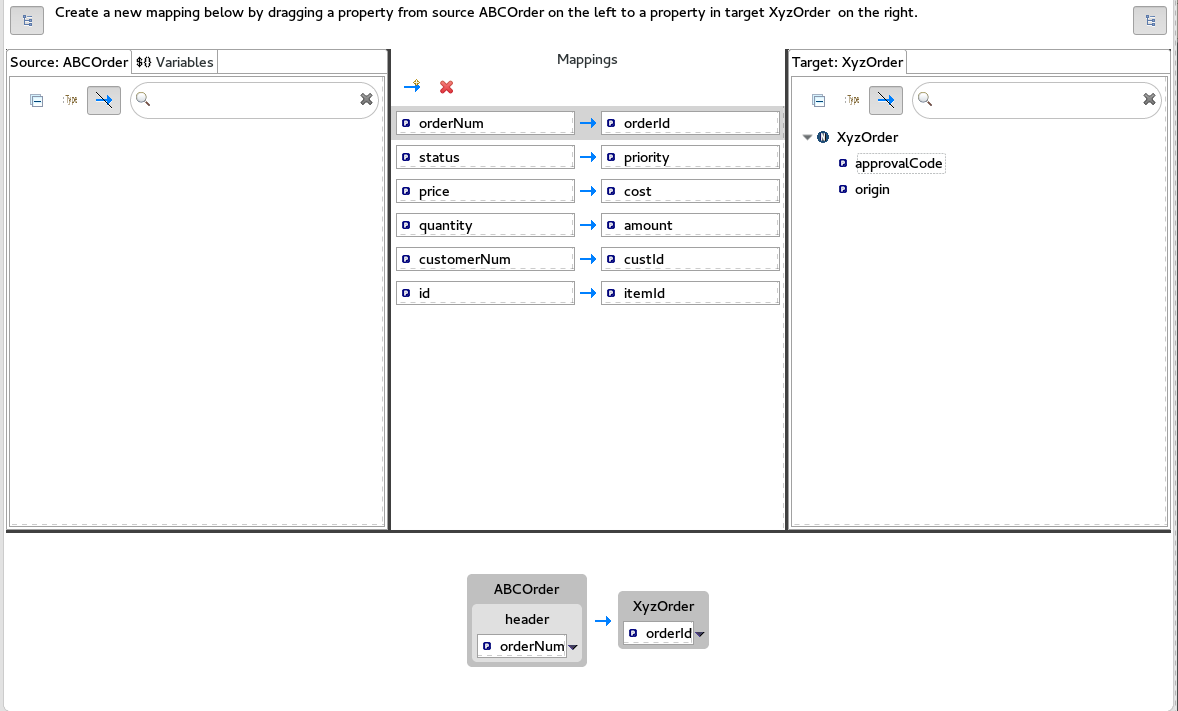 Create a new mapping below by dragging a property from source ABCOrder on the left to a property in target XyzOrder on the right.
Source: ABCOrder ${} Variables
Mappings
Target: XyzOrder
:Type
:Type
orderNum orderId
status priority
price cost
quantity amount
customerNum custId
id itemId
XyzOrder
approvalCode
origin
ABCOrder
header
orderNum
XyzOrder
orderId